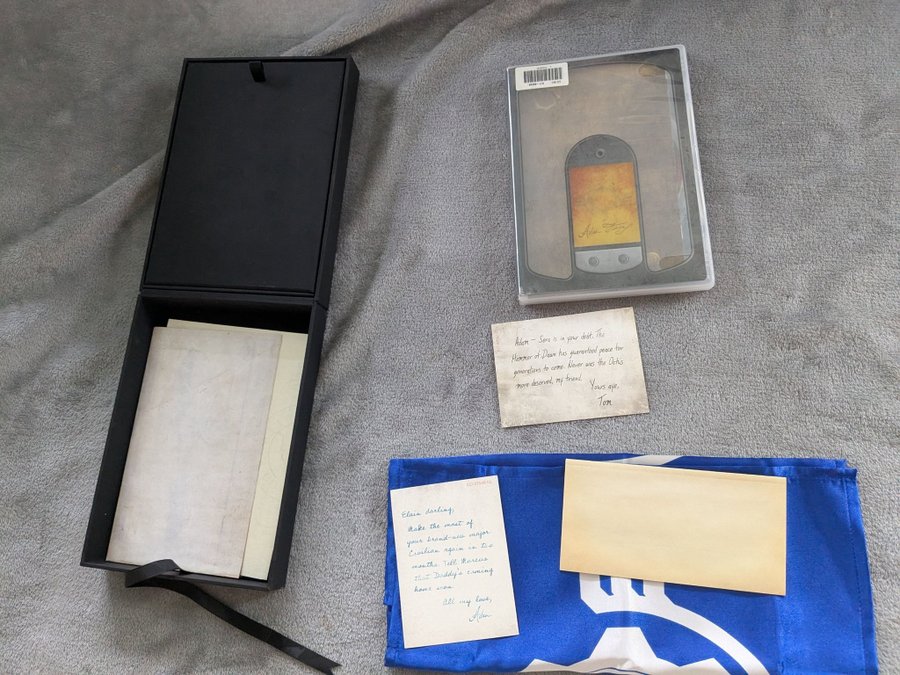 Adam – Sera is in your debt. The
Hammer of Dawn has guaranteed peace for
generations to come. Never was the Octus
more deserved, my friend.
Yours aye,
Tom
Elain darling,
Make the most of
your brand-new major.
Civilian again in two
months. Tell Marcus
that Daddy's coming
home soon.
All my love,
Adam